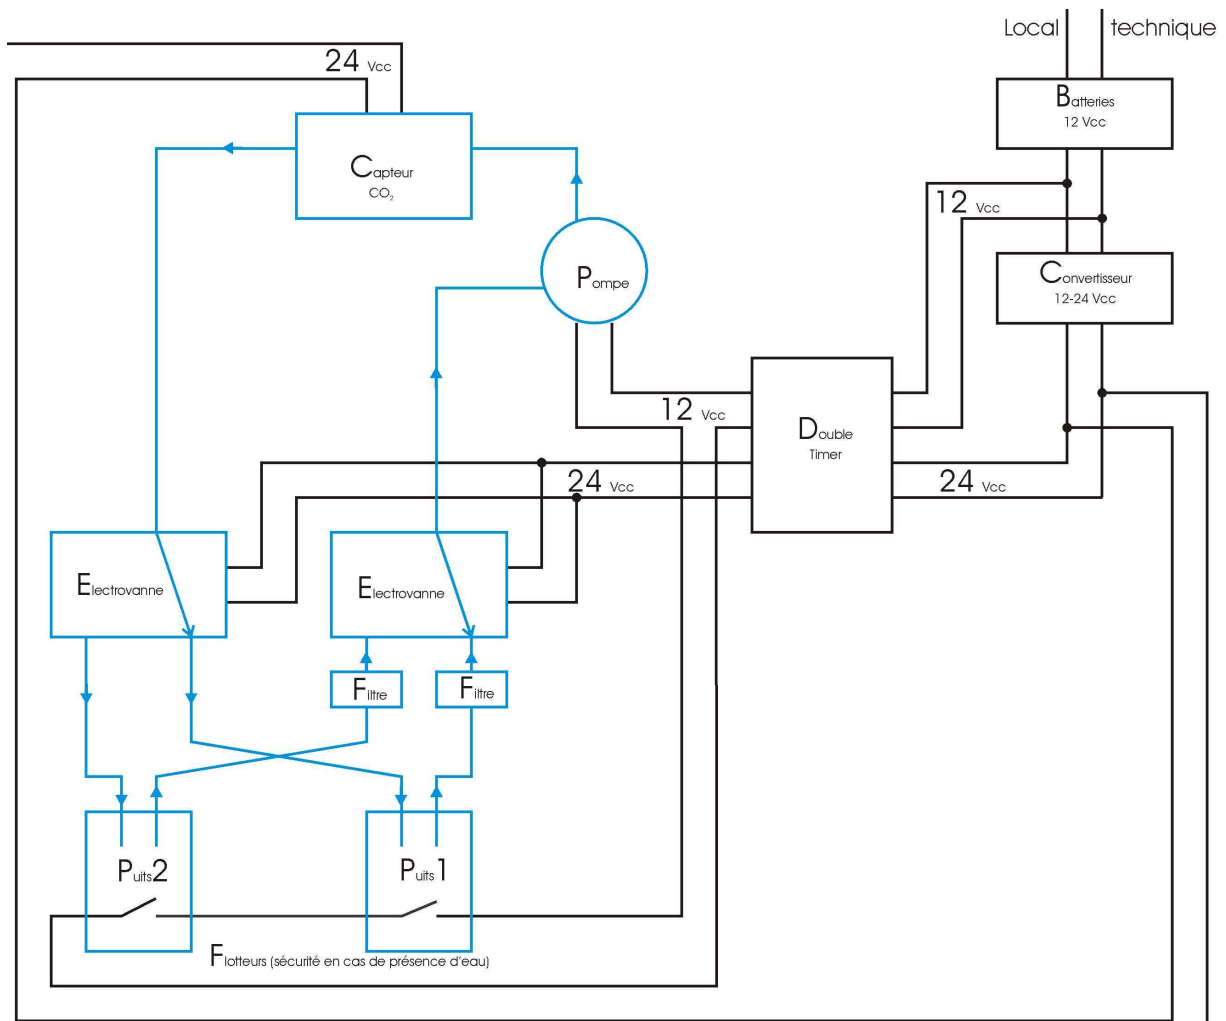 Local technique
24 Vcc
Batteries
12 Vcc
Capteur
CO₂
12 Vcc
Pompe
Convertisseur
12-24 Vcc
12 Vcc
Double
Timer
24 Vcc
24 Vcc
Electrovanne
Electrovanne
Filtre
Filtre
Puits2
Puits1
Flotteurs (sécurité en cas de présence d'eau)